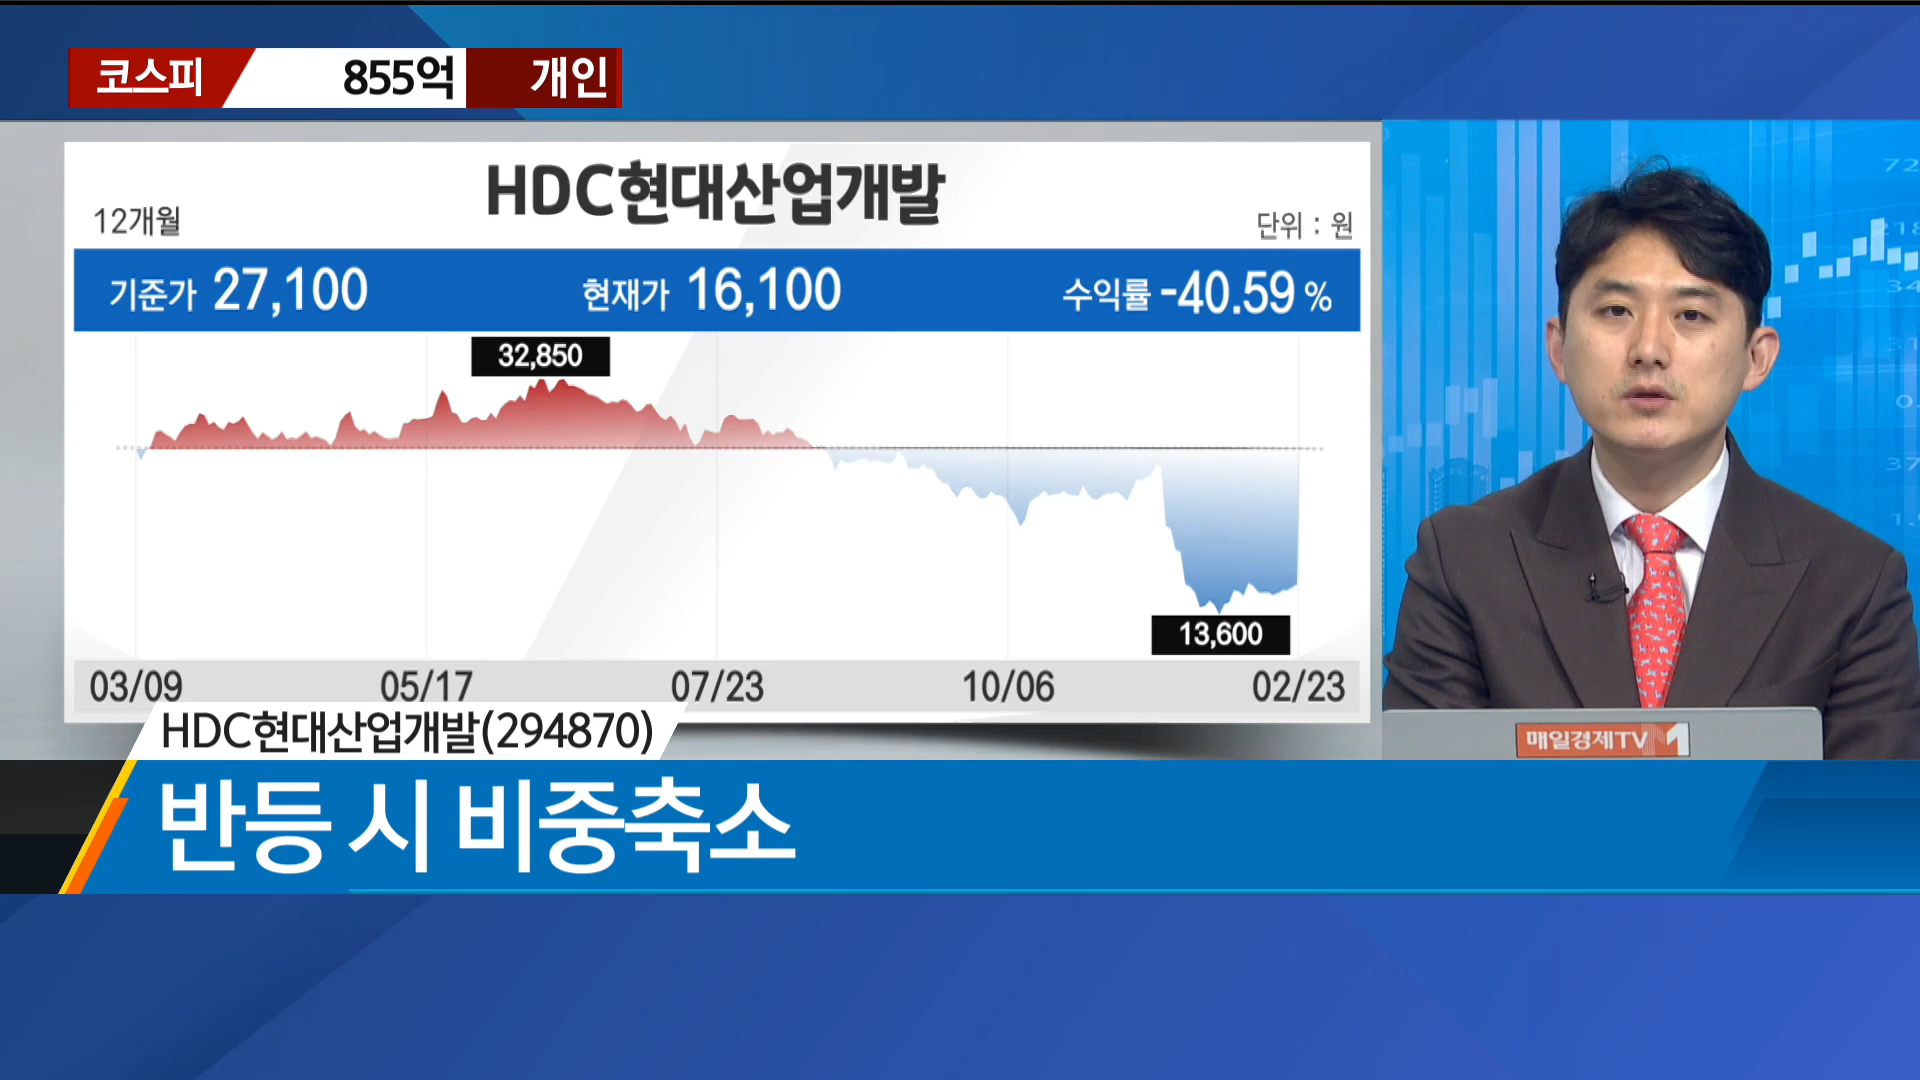 코스피 855억 개인
HDC현대산업개발
12개월
단위 : 원
기준가 27,100 현재가 16,100 수익률 -40.59 %
32,850
13,600
03/09 05/17 07/23 10/06 02/23
HDC현대산업개발(294870)
반등 시 비중축소
매일경제TV M1